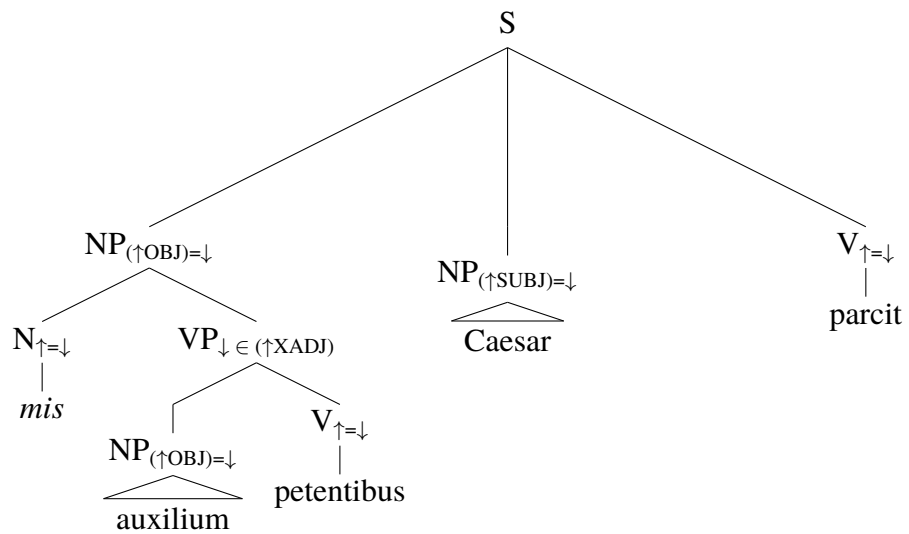 S
NP(↑OBJ)=↓ NP(↑SUBJ)=↓ V↑=↓
N↑=↓ VP↓ ∈ (↑XADJ) Caesar parcit
mis NP(↑OBJ)=↓ V↑=↓
auxilium petentibus